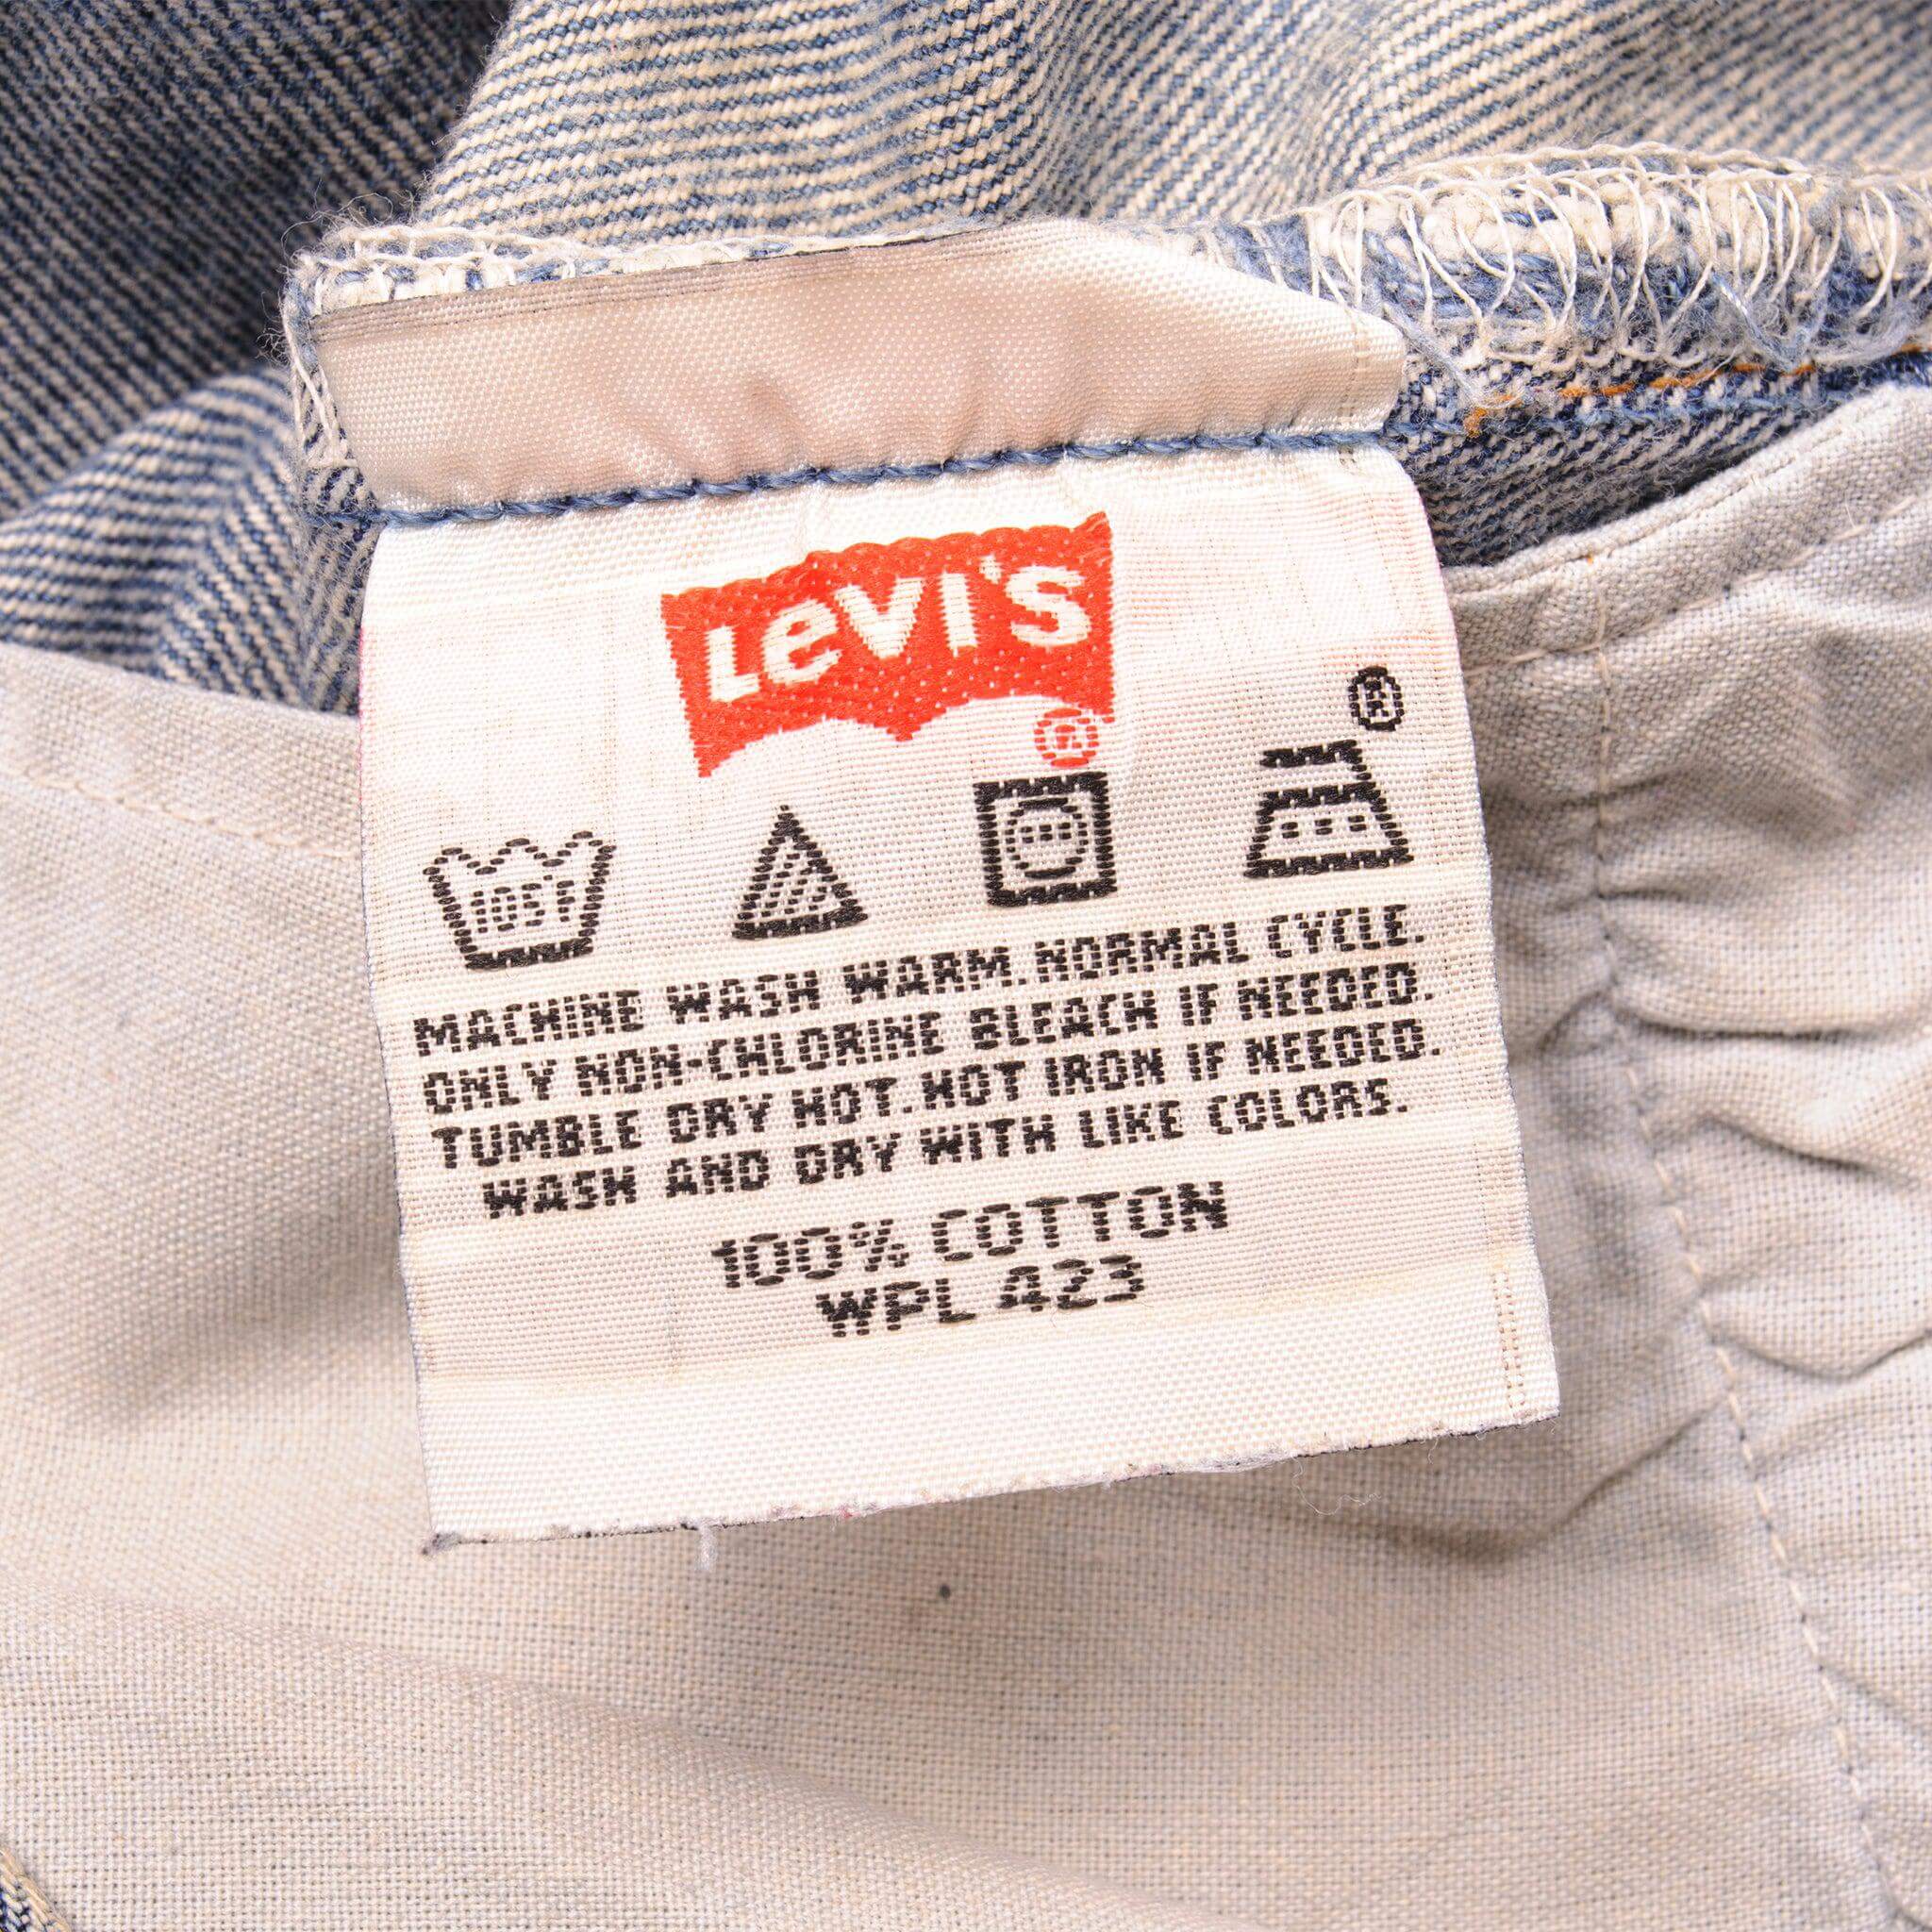 LEVI'S
®
®
105°F
MACHINE WASH WARM. NORMAL CYCLE.
ONLY NON-CHLORINE BLEACH IF NEEDED.
TUMBLE DRY HOT. HOT IRON IF NEEDED.
WASH AND DRY WITH LIKE COLORS.
100% COTTON
WPL 423